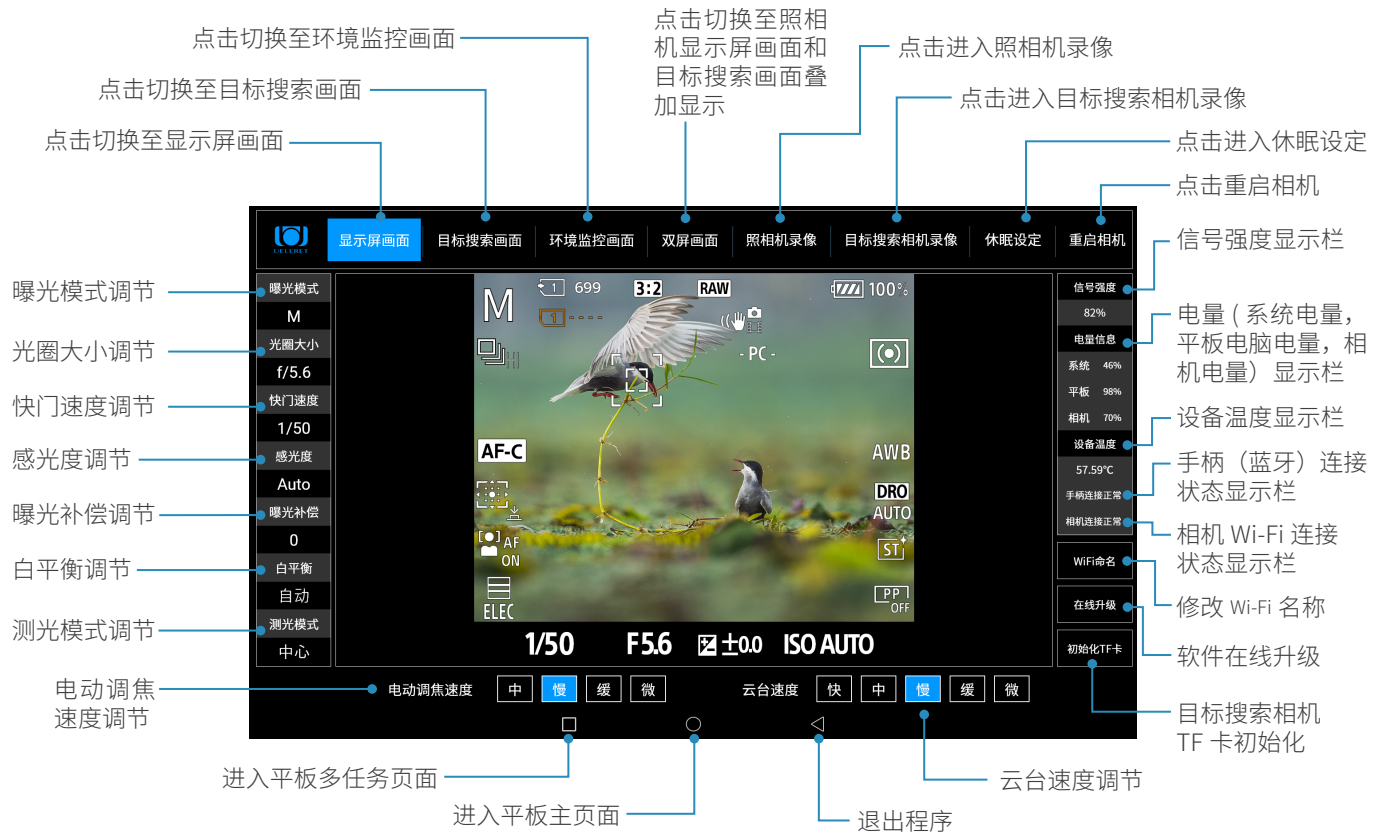 点击切换至照相
机显示屏画面和
目标搜索画面叠
加显示
点击切换至环境监控画面
点击进入照相机录像
点击切换至目标搜索画面
点击进入目标搜索相机录像
点击切换至显示屏画面
点击进入休眠设定
点击重启相机
显示屏画面
目标搜索画面
环境监控画面
双屏画面
照相机录像
目标搜索相机录像
休眠设定
重启相机
曝光模式调节
光圈大小调节
快门速度调节
感光度调节
曝光补偿调节
白平衡调节
测光模式调节
电动调焦
速度调节
曝光模式
M
光圈大小
f/5.6
快门速度
1/50
感光度
Auto
曝光补偿
0
白平衡
自动
测光模式
中心
M
1 699
3:2
RAW
100%
1 ----
HI
- PC -
AF-C
AWB
DRO
AUTO
AF
ON
ST
ELEC
PP
OFF
1/50 F5.6 ±0.0 ISO AUTO
信号强度
82%
电量信息
系统 46%
平板 98%
相机 70%
设备温度
57.59℃
手柄连接正常
相机连接正常
WiFi命名
在线升级
初始化TF卡
信号强度显示栏
电量 ( 系统电量，
平板电脑电量，相
机电量）显示栏
设备温度显示栏
手柄（蓝牙）连接
状态显示栏
相机 Wi-Fi 连接
状态显示栏
修改 Wi-Fi 名称
软件在线升级
目标搜索相机
TF 卡初始化
电动调焦速度 中 慢 缓 微
云台速度 快 中 慢 缓 微
进入平板多任务页面
进入平板主页面
退出程序
云台速度调节